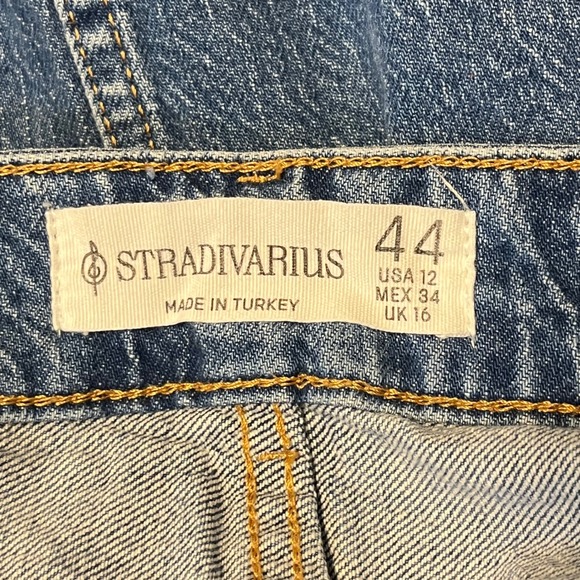 STRADIVARIUS
MADE IN TURKEY
44
USA 12
MEX 34
UK 16